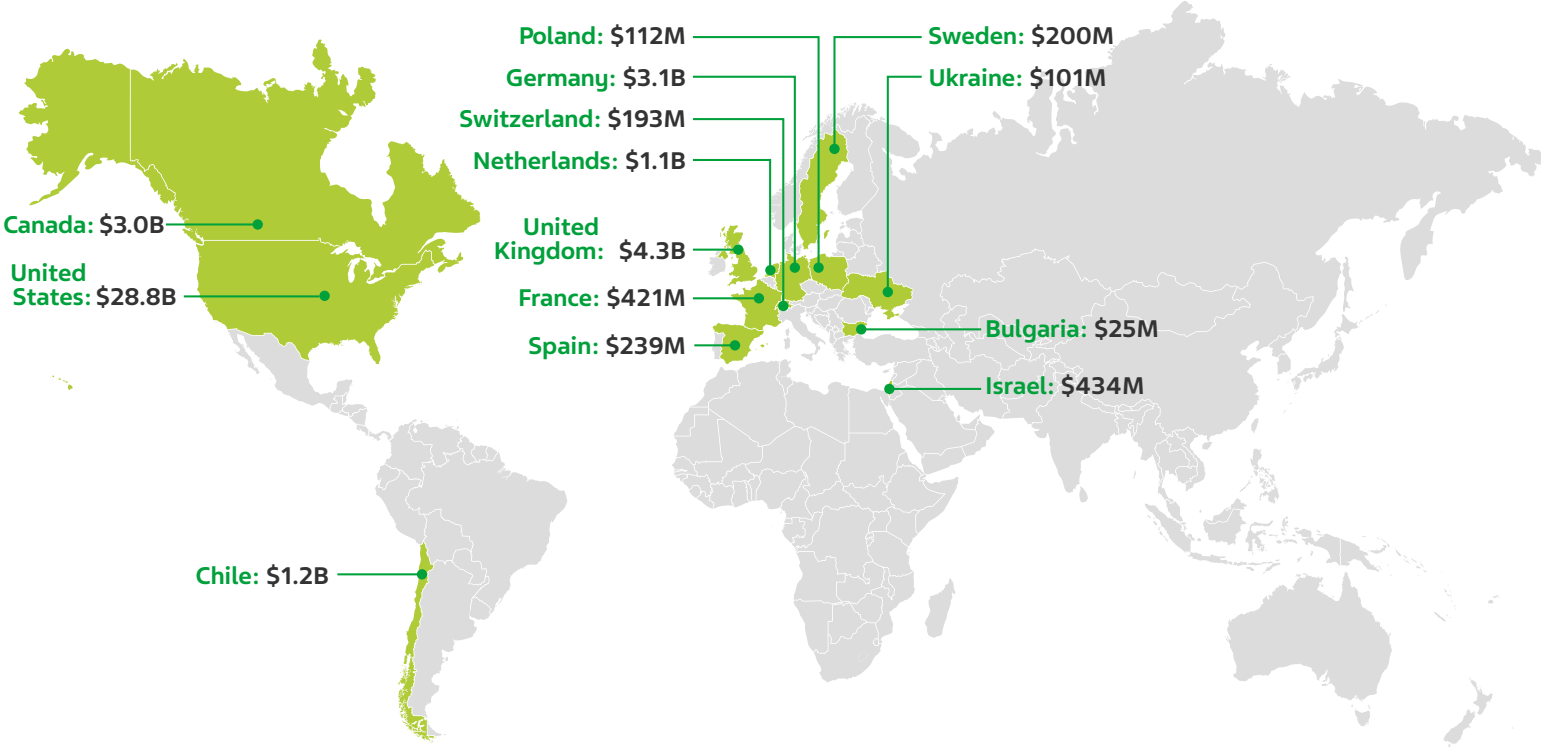 Poland: $112M
Sweden: $200M
Germany: $3.1B
Ukraine: $101M
Switzerland: $193M
Netherlands: $1.1B
Canada: $3.0B
United
Kingdom: $4.3B
United
States: $28.8B
France: $421M
Bulgaria: $25M
Spain: $239M
Israel: $434M
Chile: $1.2B